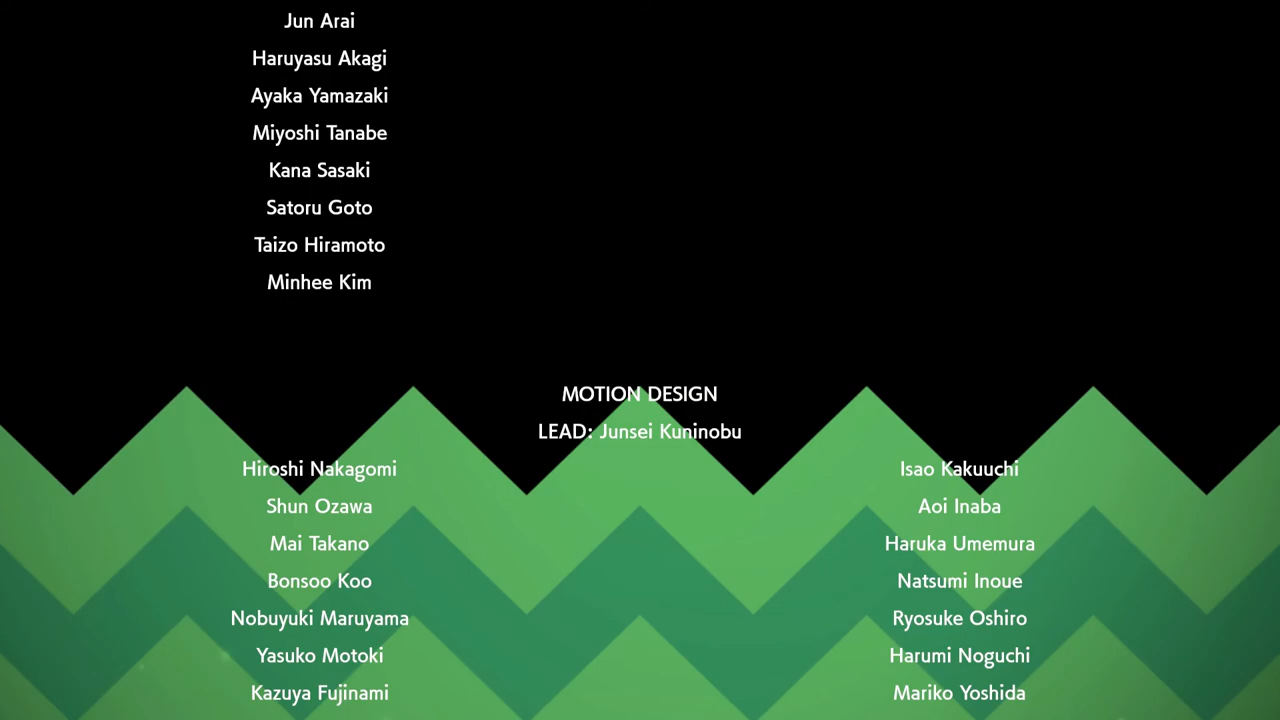 Jun Arai
Haruyasu Akagi
Ayaka Yamazaki
Miyoshi Tanabe
Kana Sasaki
Satoru Goto
Taizo Hiramoto
Minhee Kim
MOTION DESIGN
LEAD: Junsei Kuninobu
Hiroshi Nakagomi
Shun Ozawa
Mai Takano
Bonsoo Koo
Nobuyuki Maruyama
Yasuko Motoki
Kazuya Fujinami
Isao Kakuuchi
Aoi Inaba
Haruka Umemura
Natsumi Inoue
Ryosuke Oshiro
Harumi Noguchi
Mariko Yoshida